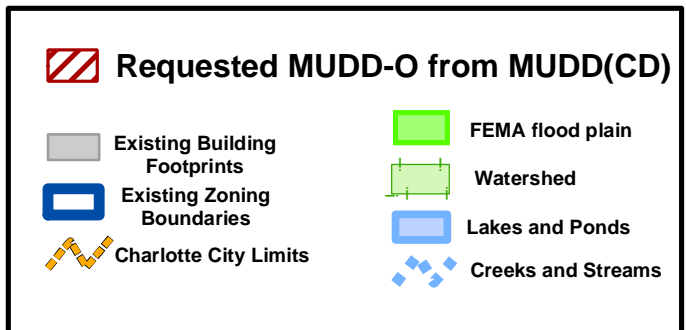 Requested MUDD-O from MUDD(CD)
Existing Building
Footprints
Existing Zoning
Boundaries
Charlotte City Limits
FEMA flood plain
Watershed
Lakes and Ponds
Creeks and Streams